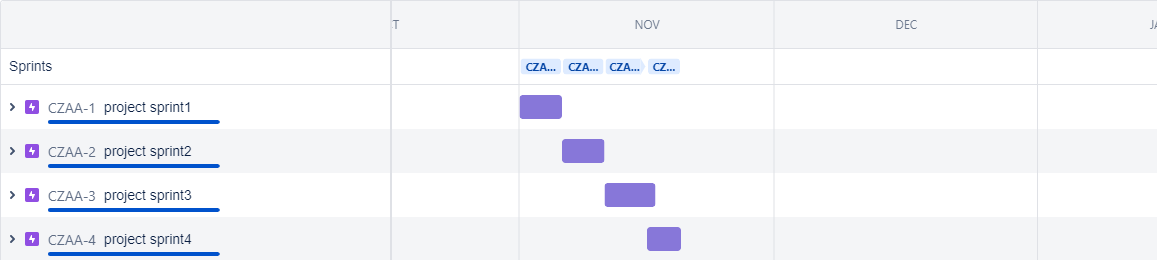 T NOV DEC JA
Sprints CZA... CZA... CZA... CZ...
CZAA-1 project sprint1
CZAA-2 project sprint2
CZAA-3 project sprint3
CZAA-4 project sprint4